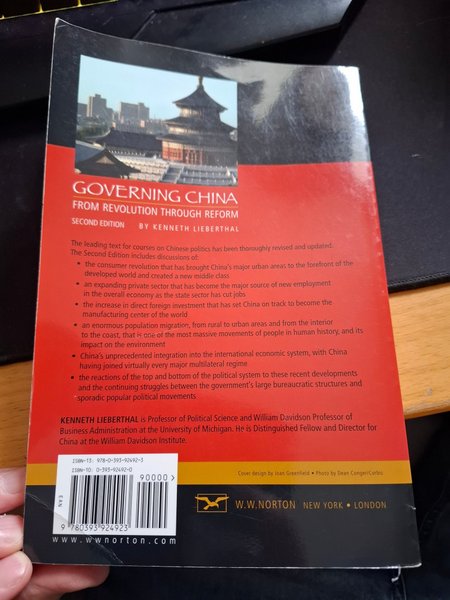 GOVERNING CHINA
FROM REVOLUTION THROUGH REFORM
SECOND EDITION BY KENNETH LIEBERTHAL
The leading text for courses on Chinese politics has been thoroughly revised and updated.
The Second Edition includes discussions of:
• the consumer revolution that has brought China's major urban areas to the forefront of the
developed world and created a new middle class
• an expanding private sector that has become the major source of new employment
in the overall economy as the state sector has cut jobs
• the increase in direct foreign investment that has set China on track to become the
manufacturing center of the world
• an enormous population migration, from rural to urban areas and from the interior
to the coast, that is one of the most massive movements of people in human history, and its
impact on the environment
• China's unprecedented integration into the international economic system, with China
having joined virtually every major multilateral regime
• the reactions of the top and bottom of the political system to these recent developments
and the continuing struggles between the government's large bureaucratic structures and
sporadic popular political movements
KENNETH LIEBERTHAL is Professor of Political Science and William Davidson Professor of
Business Administration at the University of Michigan. He is Distinguished Fellow and Director for
China at the William Davidson Institute.
ISBN-13: 978-0-393-92492-3
ISBN-10: 0-393-92492-0
90000>
EAN
9 780393 924923
www.wwnorton.com
Cover design by Joan Greenfield • Photo by Dean Conger/Corbis
W.W. NORTON NEW YORK • LONDON